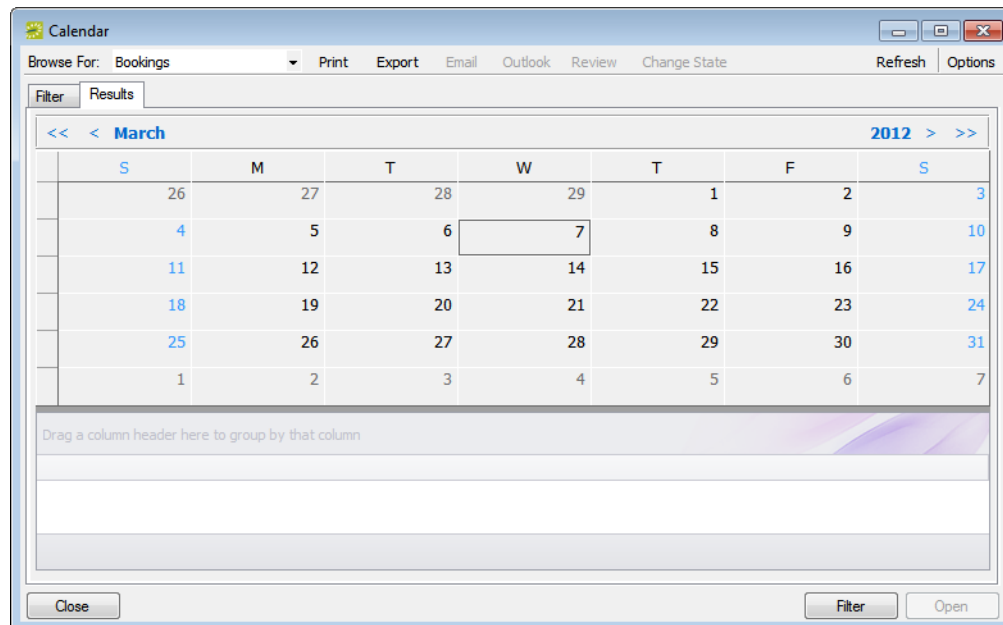 Calendar
Browse For: Bookings Print Export Email Outlook Review Change State Refresh Options
Filter Results
<< < March 2012 > >>
S M T W T F S
26 27 28 29 1 2 3
4 5 6 7 8 9 10
11 12 13 14 15 16 17
18 19 20 21 22 23 24
25 26 27 28 29 30 31
1 2 3 4 5 6 7
Drag a column header here to group by that column
Close Filter Open